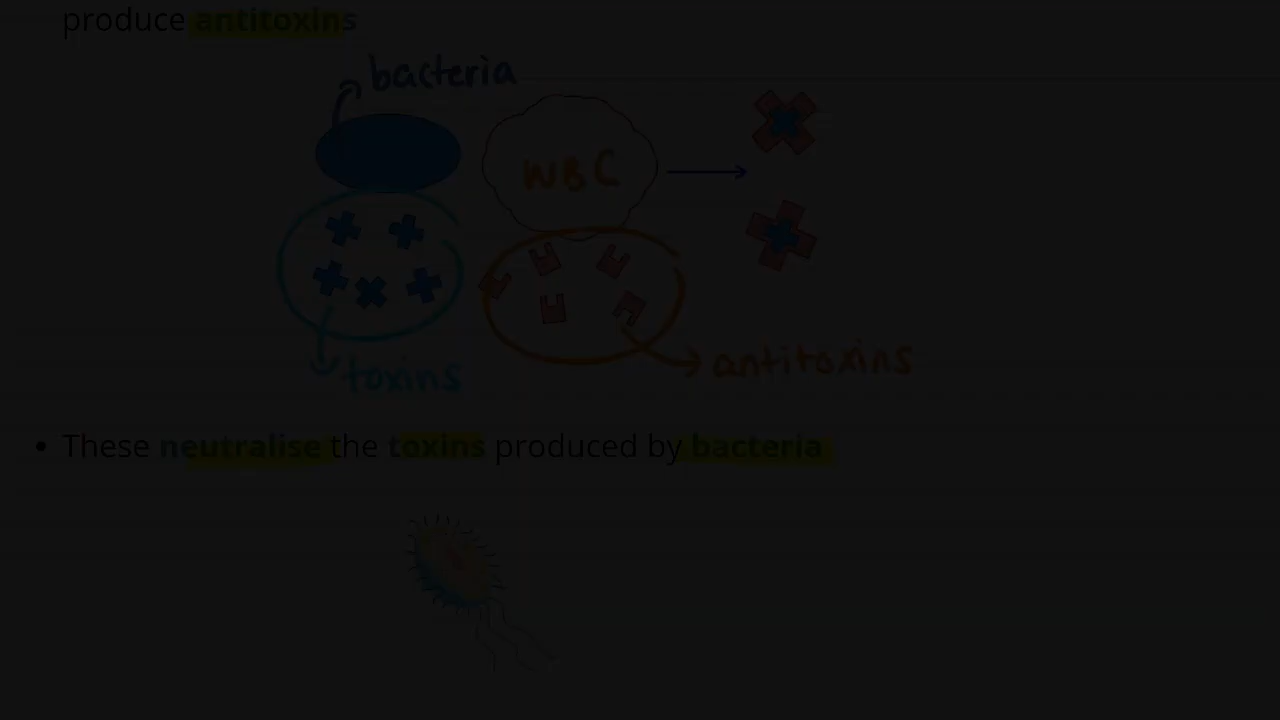 produce antitoxins
bacteria
WBC
toxins
antitoxins
• These neutralise the toxins produced by bacteria